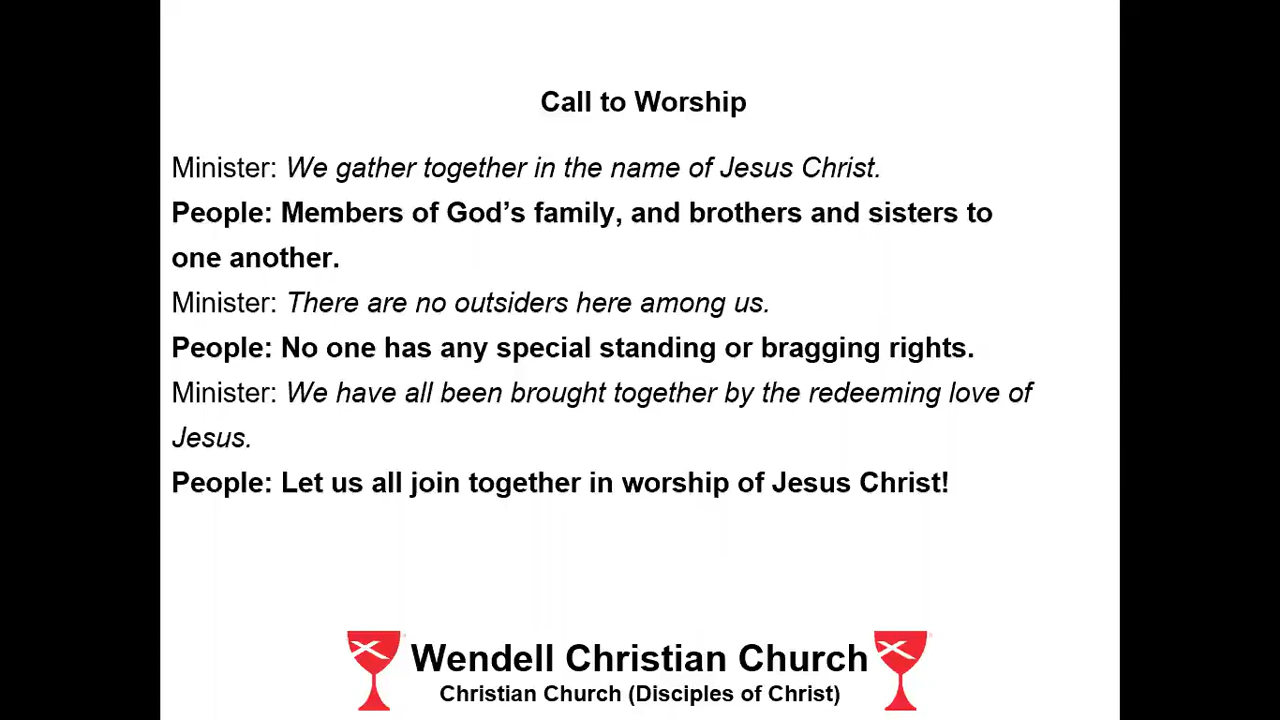 Call to Worship
Minister: We gather together in the name of Jesus Christ.
People: Members of God’s family, and brothers and sisters to
one another.
Minister: There are no outsiders here among us.
People: No one has any special standing or bragging rights.
Minister: We have all been brought together by the redeeming love of
Jesus.
People: Let us all join together in worship of Jesus Christ!
Wendell Christian Church
Christian Church (Disciples of Christ)